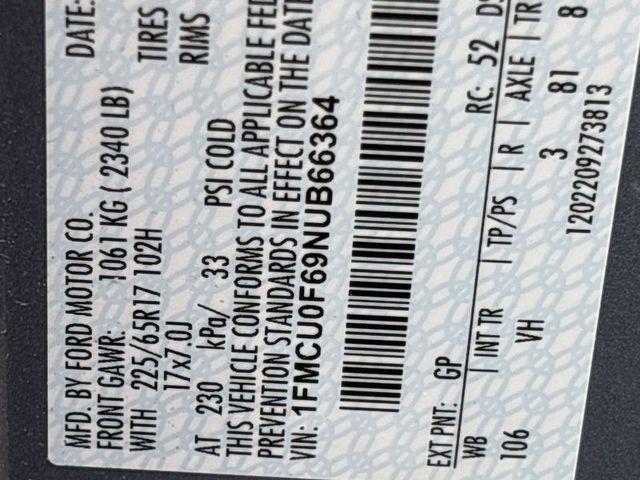 MFD. BY FORD MOTOR CO.
DATE:
FRONT GAWR: 1061 KG ( 2340 LB)
WITH 225/65R17 102H TIRES
17x7.0J RIMS
AT 230 kPa/ 33 PSI COLD
THIS VEHICLE CONFORMS TO ALL APPLICABLE FED
PREVENTION STANDARDS IN EFFECT ON THE DATE
VIN: 1FMCU0F69NUB66364
EXT PNT: GP RC: 52 DS
WB | INT TR | TP/PS | R | AXLE | TR
106 VH 3 81 8
1202209273813